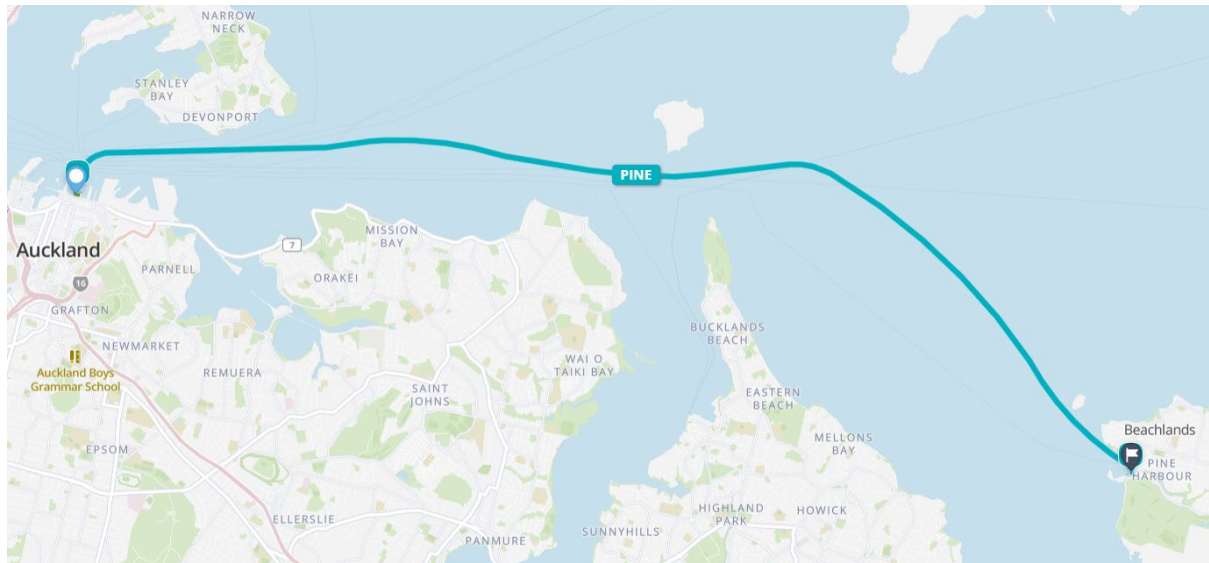 NARROW
NECK
STANLEY
BAY
DEVONPORT
PINE
Auckland
7
MISSION
BAY
PARNELL
ORAKEI
16
GRAFTON
NEWMARKET
Auckland Boys
Grammar School
REMUERA
SAINT
JOHNS
WAI O
TAIKI BAY
BUCKLANDS
BEACH
EASTERN
BEACH
MELLONS
BAY
Beachlands
PINE
HARBOUR
EPSOM
ELLERSLIE
PANMURE
SUNNYHILLS
HIGHLAND
PARK
HOWICK